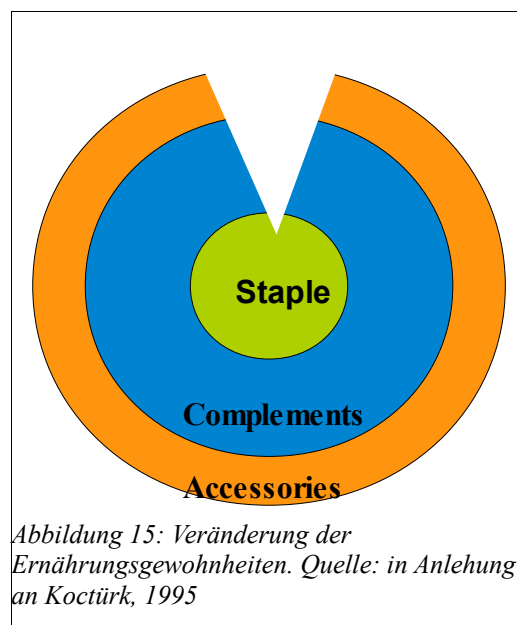 Staple
Complements
Accessories
Abbildung 15: Veränderung der
Ernährungsgewohnheiten. Quelle: in Anlehung
an Koctürk, 1995